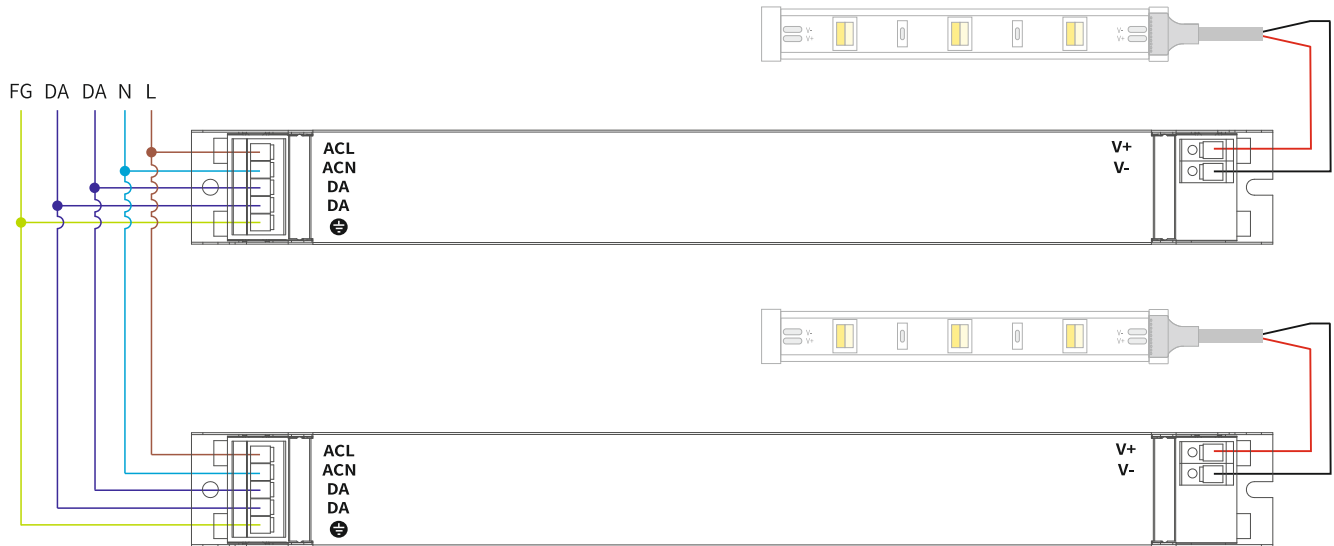 V-
V+
V-
V+
FG DA DA N L
ACL
ACN
DA
DA
V+
V-
V-
V+
V-
V+
ACL
ACN
DA
DA
V+
V-